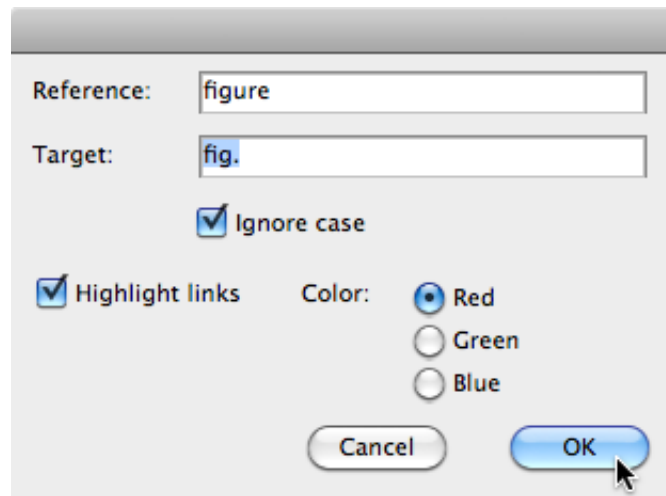 Reference: figure
Target: fig.
Ignore case
Highlight links Color: Red
Green
Blue
Cancel OK